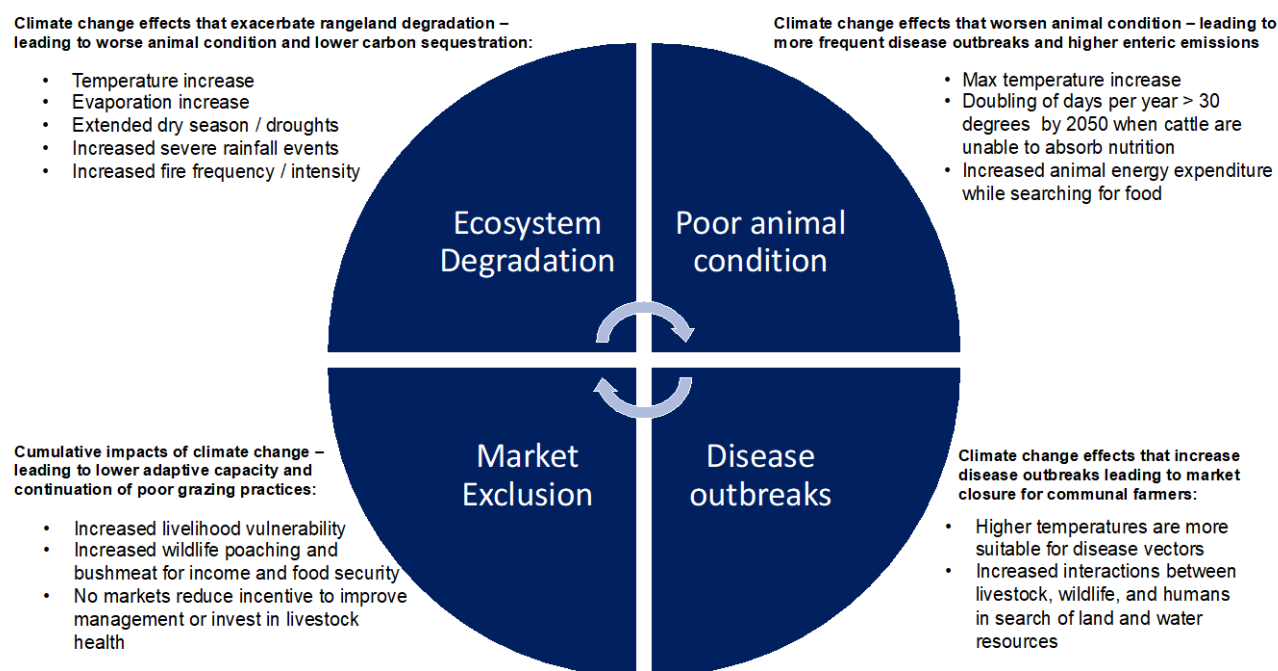 Climate change effects that exacerbate rangeland degradation –
leading to worse animal condition and lower carbon sequestration:
• Temperature increase
• Evaporation increase
• Extended dry season / droughts
• Increased severe rainfall events
• Increased fire frequency / intensity
Climate change effects that worsen animal condition – leading to
more frequent disease outbreaks and higher enteric emissions
• Max temperature increase
• Doubling of days per year > 30
degrees by 2050 when cattle are
unable to absorb nutrition
• Increased animal energy expenditure
while searching for food
Ecosystem
Degradation
Poor animal
condition
Market
Exclusion
Disease
outbreaks
Cumulative impacts of climate change –
leading to lower adaptive capacity and
continuation of poor grazing practices:
• Increased livelihood vulnerability
• Increased wildlife poaching and
bushmeat for income and food security
• No markets reduce incentive to improve
management or invest in livestock
health
Climate change effects that increase
disease outbreaks leading to market
closure for communal farmers:
• Higher temperatures are more
suitable for disease vectors
• Increased interactions between
livestock, wildlife, and humans
in search of land and water
resources